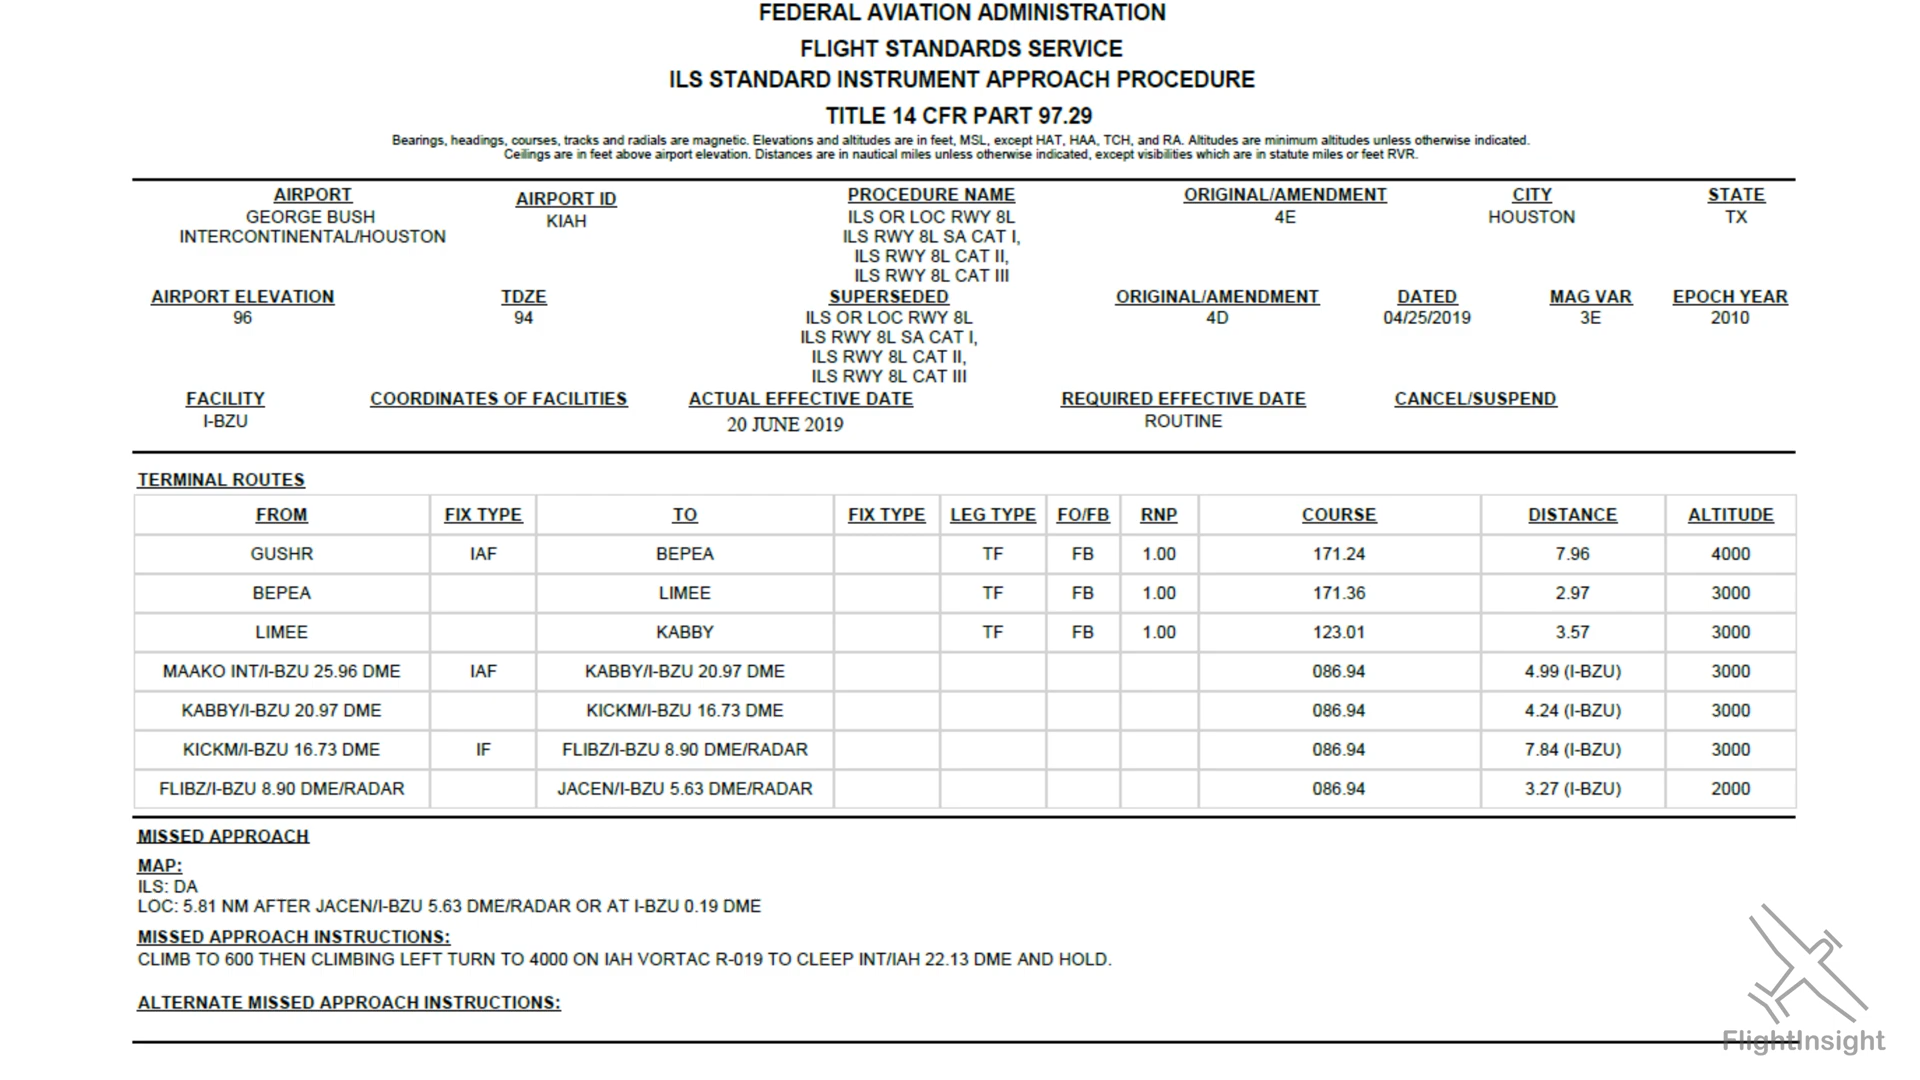 FEDERAL AVIATION ADMINISTRATION
FLIGHT STANDARDS SERVICE
ILS STANDARD INSTRUMENT APPROACH PROCEDURE
TITLE 14 CFR PART 97.29
Bearings, headings, courses, tracks and radials are magnetic. Elevations and altitudes are in feet, MSL, except HAT, HAA, TCH, and RA. Altitudes are minimum altitudes unless otherwise indicated.
Ceilings are in feet above airport elevation. Distances are in nautical miles unless otherwise indicated, except visibilities which are in statute miles or feet RVR.
AIRPORT AIRPORT ID PROCEDURE NAME ORIGINAL/AMENDMENT CITY STATE
GEORGE BUSH KIAH ILS OR LOC RWY 8L 4E HOUSTON TX
INTERCONTINENTAL/HOUSTON ILS RWY 8L SA CAT I,
ILS RWY 8L CAT II,
ILS RWY 8L CAT III
AIRPORT ELEVATION TDZE SUPERSEDED ORIGINAL/AMENDMENT DATED MAG VAR EPOCH YEAR
96 94 ILS OR LOC RWY 8L 4D 04/25/2019 3E 2010
ILS RWY 8L SA CAT I,
ILS RWY 8L CAT II,
ILS RWY 8L CAT III
FACILITY COORDINATES OF FACILITIES ACTUAL EFFECTIVE DATE REQUIRED EFFECTIVE DATE CANCEL/SUSPEND
I-BZU 20 JUNE 2019 ROUTINE
TERMINAL ROUTES
FROM FIX TYPE TO FIX TYPE LEG TYPE FO/FB RNP COURSE DISTANCE ALTITUDE
GUSHR IAF BEPEA TF FB 1.00 171.24 7.96 4000
BEPEA LIMEE TF FB 1.00 171.36 2.97 3000
LIMEE KABBY TF FB 1.00 123.01 3.57 3000
MAAKO INT/I-BZU 25.96 DME IAF KABBY/I-BZU 20.97 DME 086.94 4.99 (I-BZU) 3000
KABBY/I-BZU 20.97 DME KICKM/I-BZU 16.73 DME 086.94 4.24 (I-BZU) 3000
KICKM/I-BZU 16.73 DME IF FLIBZ/I-BZU 8.90 DME/RADAR 086.94 7.84 (I-BZU) 3000
FLIBZ/I-BZU 8.90 DME/RADAR JACEN/I-BZU 5.63 DME/RADAR 086.94 3.27 (I-BZU) 2000
MISSED APPROACH
MAP:
ILS: DA
LOC: 5.81 NM AFTER JACEN/I-BZU 5.63 DME/RADAR OR AT I-BZU 0.19 DME
MISSED APPROACH INSTRUCTIONS:
CLIMB TO 600 THEN CLIMBING LEFT TURN TO 4000 ON IAH VORTAC R-019 TO CLEEP INT/IAH 22.13 DME AND HOLD.
ALTERNATE MISSED APPROACH INSTRUCTIONS:
FlightInsight